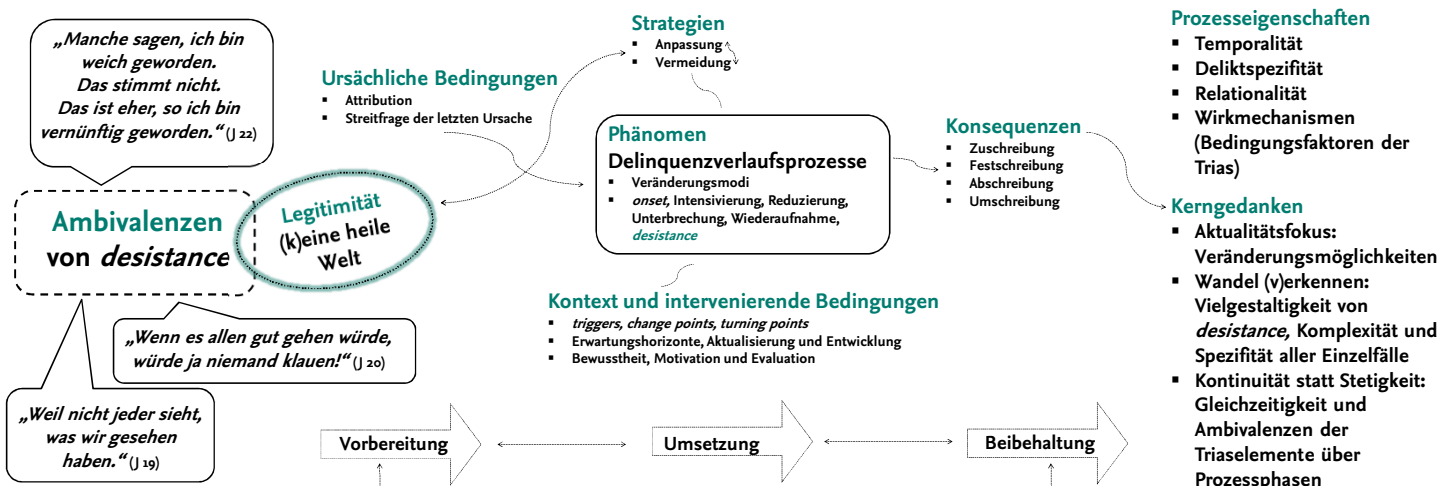 „Manche sagen, ich bin
weich geworden.
Das stimmt nicht.
Das ist eher, so ich bin
vernünftig geworden.“ (J 22)
Ambivalenzen
von desistance
Legitimität
(k)eine heile
Welt
„Wenn es allen gut gehen würde,
würde ja niemand klauen!“ (J 20)
„Weil nicht jeder sieht,
was wir gesehen
haben.“ (J 19)
Ursächliche Bedingungen
▪ Attribution
▪ Streitfrage der letzten Ursache
Strategien
▪ Anpassung
▪ Vermeidung
Phänomen
Delinquenzverlaufsprozesse
▪ Veränderungsmodi
▪ onset, Intensivierung, Reduzierung,
Unterbrechung, Wiederaufnahme,
desistance
Konsequenzen
▪ Zuschreibung
▪ Festschreibung
▪ Abschreibung
▪ Umschreibung
Kontext und intervenierende Bedingungen
▪ triggers, change points, turning points
▪ Erwartungshorizonte, Aktualisierung und Entwicklung
▪ Bewusstheit, Motivation und Evaluation
Vorbereitung
Umsetzung
Beibehaltung
Prozesseigenschaften
▪ Temporalität
▪ Deliktspezifität
▪ Relationalität
▪ Wirkmechanismen
(Bedingungsfaktoren der
Trias)
Kerngedanken
▪ Aktualitätsfokus:
Veränderungsmöglichkeiten
▪ Wandel (v)erkennen:
Vielgestaltigkeit von
desistance, Komplexität und
Spezifität aller Einzelfälle
▪ Kontinuität statt Stetigkeit:
Gleichzeitigkeit und
Ambivalenzen der
Triaselemente über
Prozessphasen